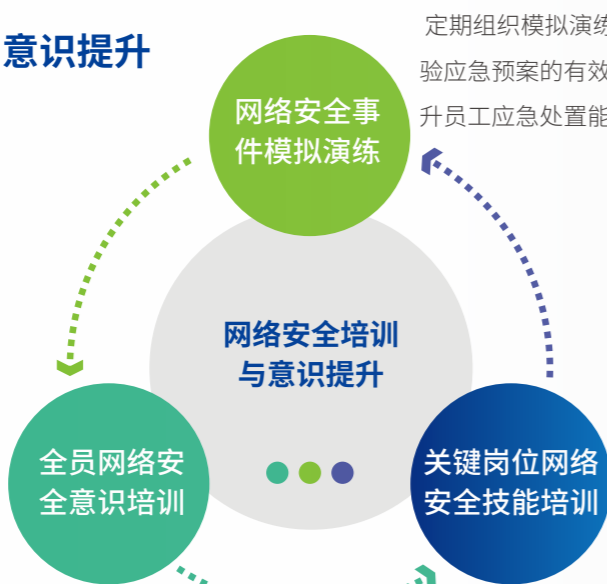 意识提升
定期组织模拟演练
验应急预案的有效
升员工应急处置能
网络安全事
件模拟演练
网络安全培训
与意识提升
全员网络安
全意识培训
关键岗位网络
安全技能培训